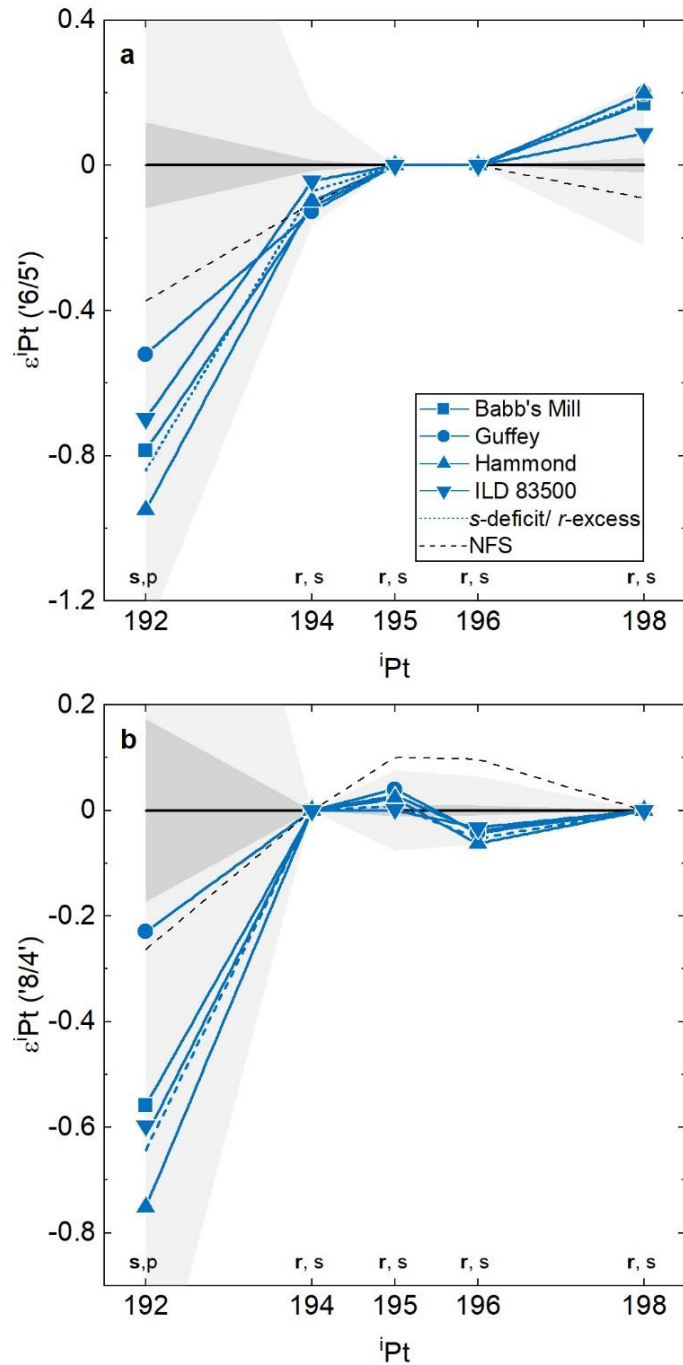 a
0.4
0
-0.4
-0.8
-1.2
εⁱPt ('6/5')
Babb's Mill
Guffey
Hammond
ILD 83500
s-deficit/ r-excess
NFS
s,p
r, s
r, s
r, s
r, s
192
194
195
196
198
ⁱPt
b
0.2
0
-0.2
-0.4
-0.6
-0.8
εⁱPt ('8/4')
s,p
r, s
r, s
r, s
r, s
192
194
195
196
198
ⁱPt